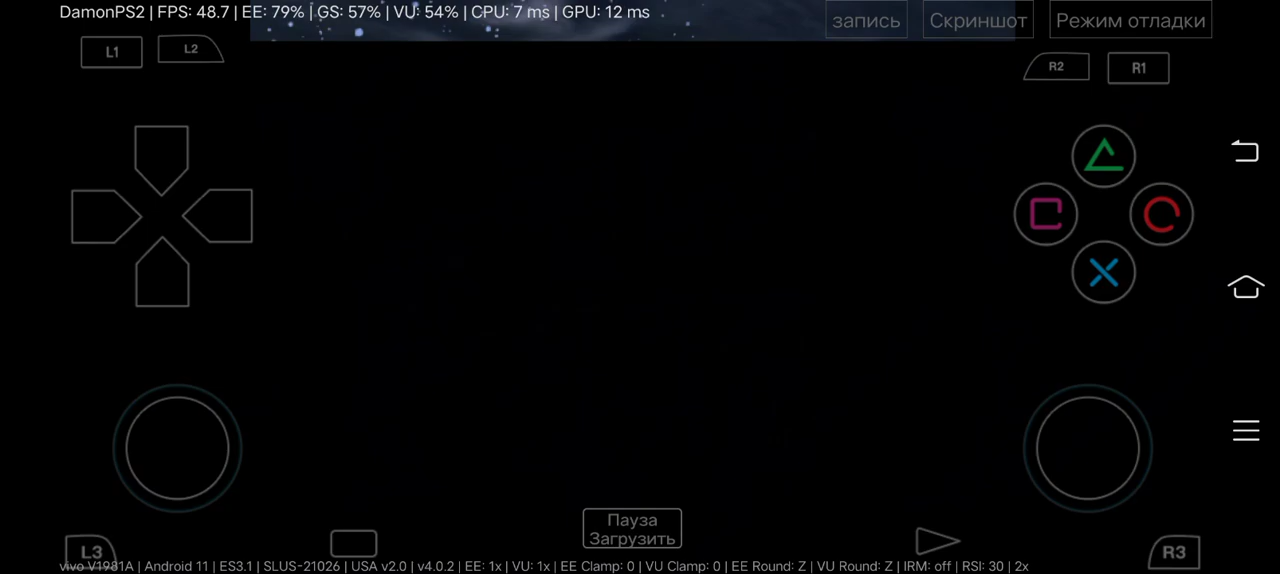 DamonPS2 | FPS: 48.7 | EE: 79% | GS: 57% | VU: 54% | CPU: 7 ms | GPU: 12 ms
запись
Скриншот
Режим отладки
L1
L2
R2
R1
Пауза
Загрузить
L3
R3
vivo V1981A | Android 11 | ES3.1 | SLUS-21026 | USA v2.0 | v4.0.2 | EE: 1x | VU: 1x | EE Clamp: 0 | VU Clamp: 0 | EE Round: Z | VU Round: Z | IRM: off | RSI: 30 | 2x